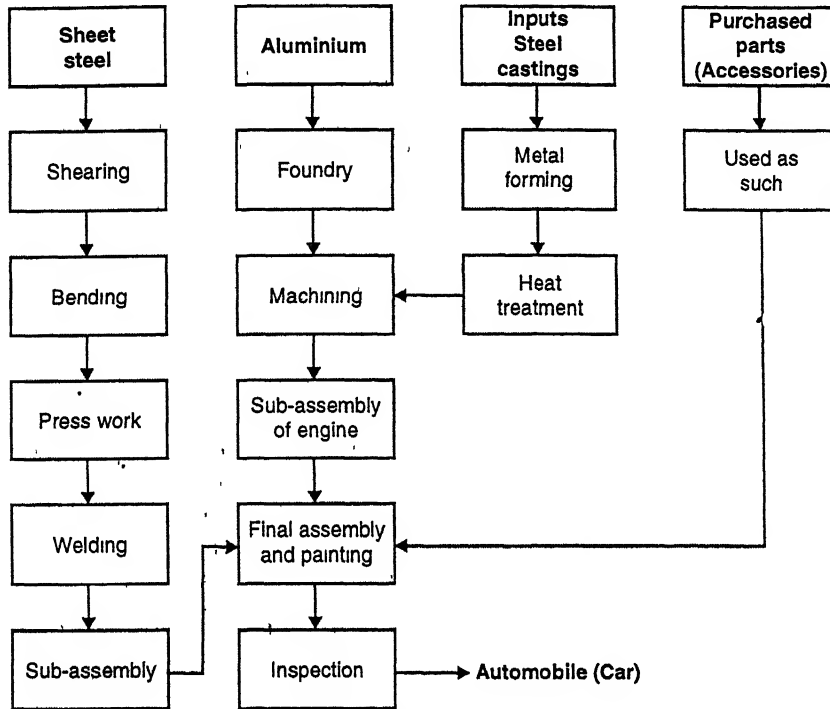 Sheet
steel
Aluminium
Inputs
Steel
castings
Purchased
parts
(Accessories)
Shearing
Foundry
Metal
forming
Used as
such
Bending
Machining
Heat
treatment
Press work
Sub-assembly
of engine
Welding
Final assembly
and painting
Sub-assembly
Inspection
Automobile (Car)